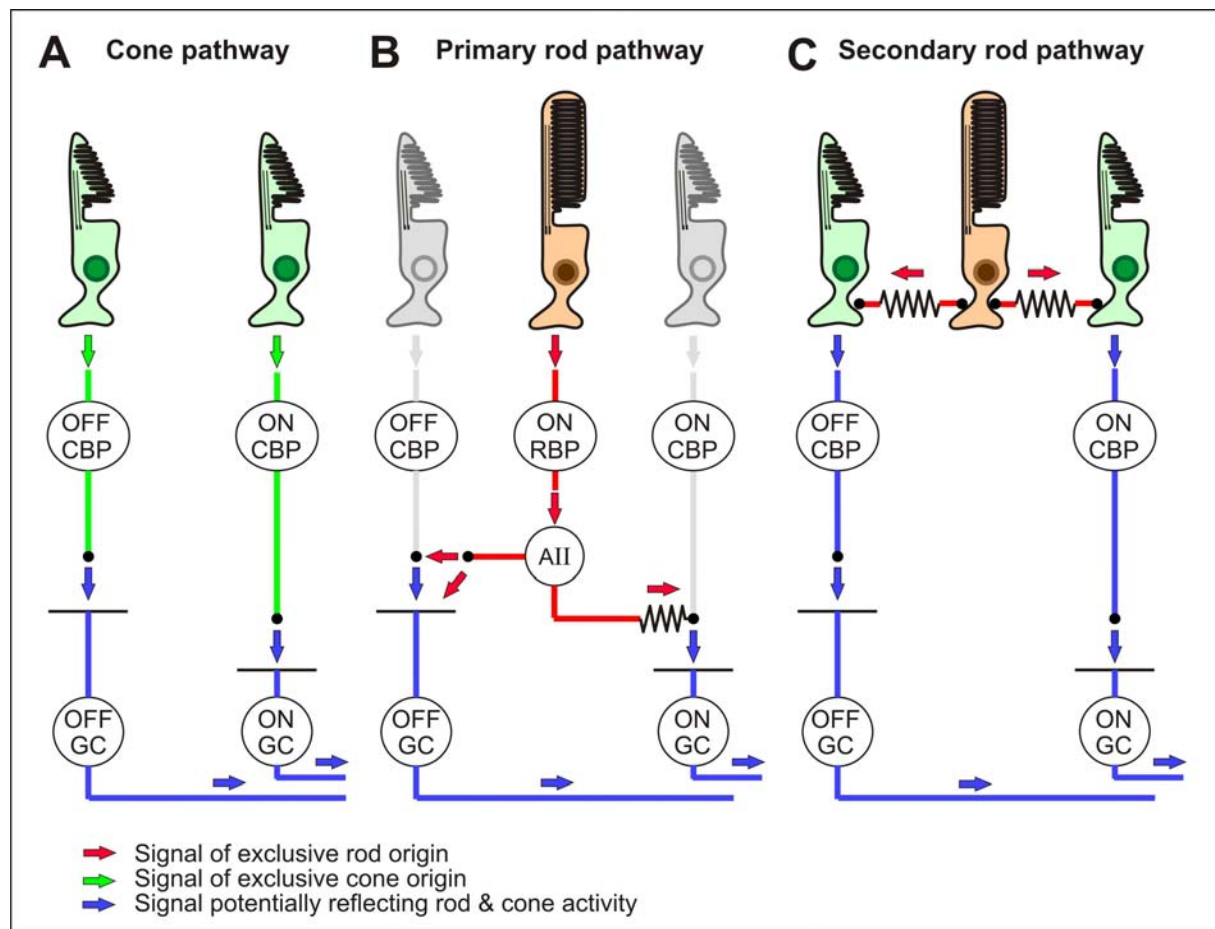 A Cone pathway
B Primary rod pathway
C Secondary rod pathway
OFF
CBP
ON
CBP
OFF
CBP
ON
RBP
ON
CBP
OFF
CBP
ON
CBP
AII
OFF
GC
ON
GC
OFF
GC
ON
GC
OFF
GC
ON
GC
Signal of exclusive rod origin
Signal of exclusive cone origin
Signal potentially reflecting rod & cone activity